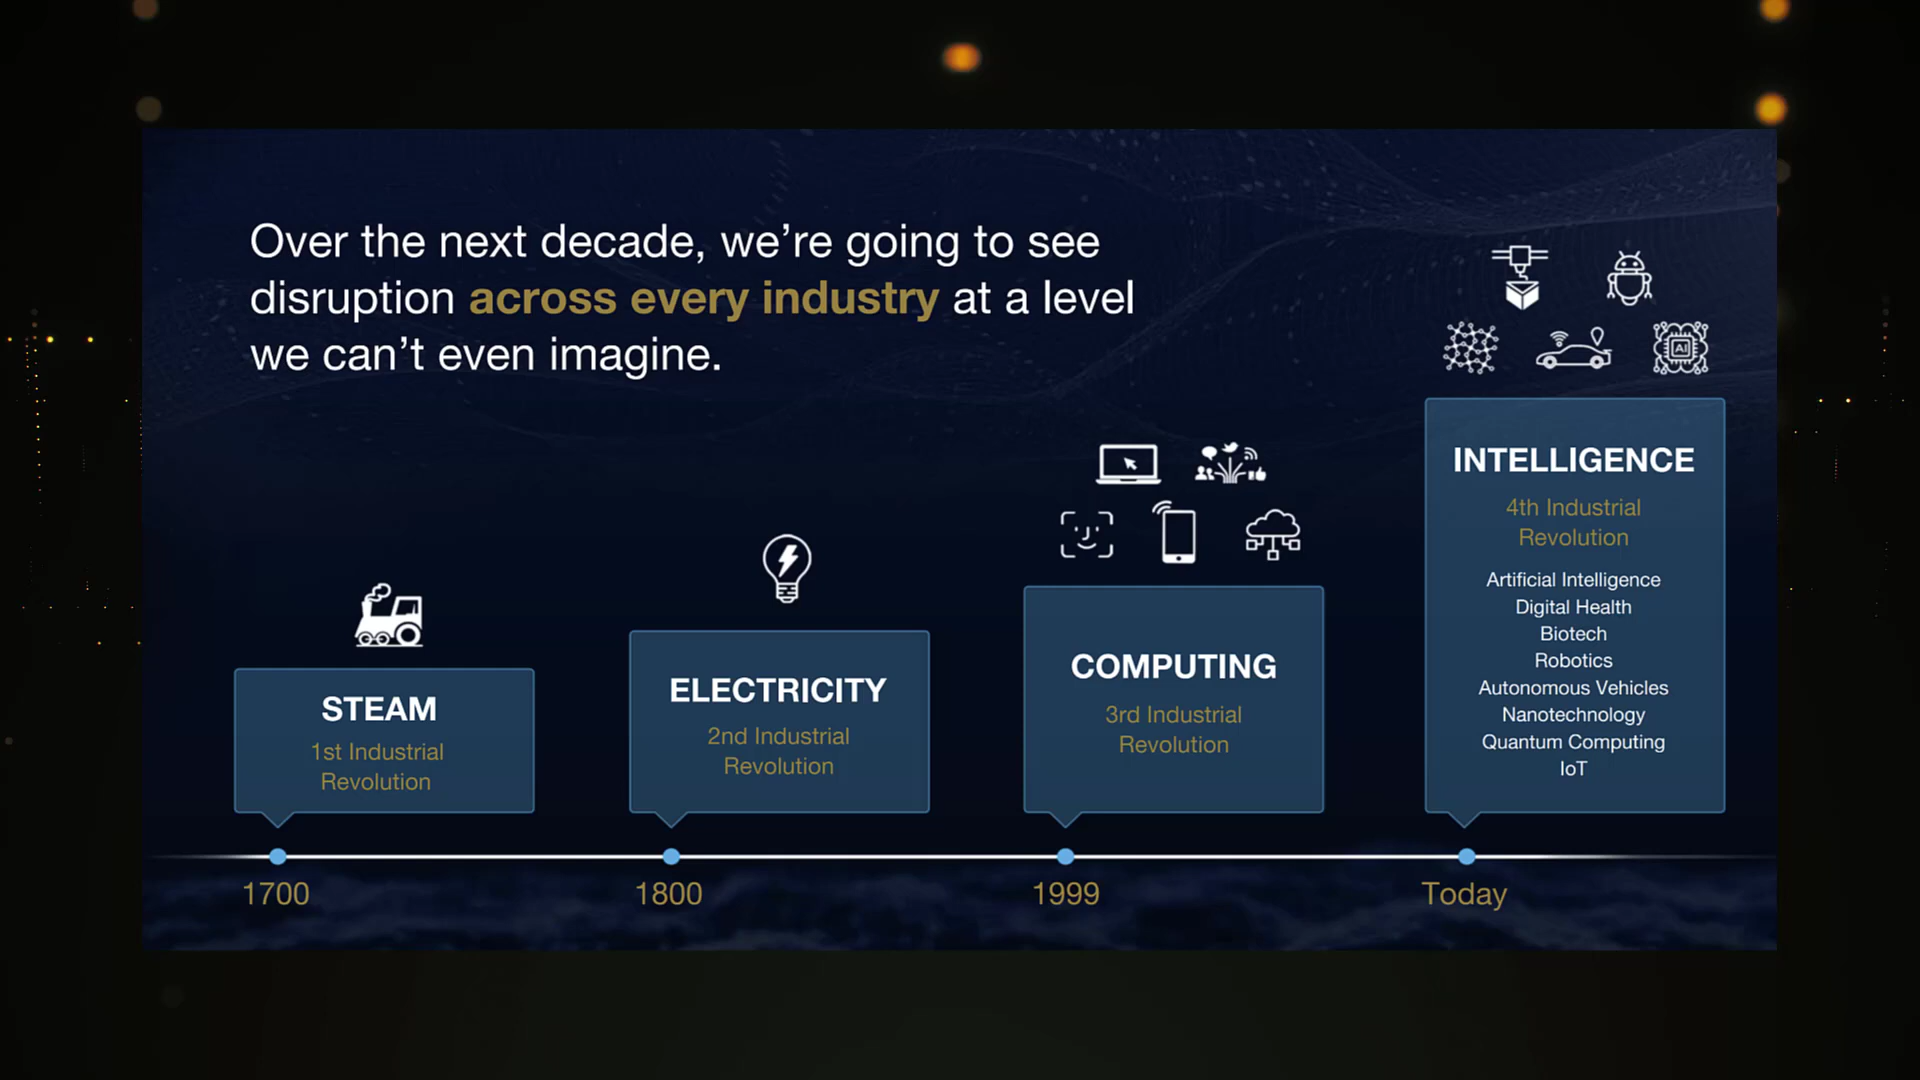 Over the next decade, we're going to see
disruption across every industry at a level
we can't even imagine.
AI
STEAM
1st Industrial
Revolution
ELECTRICITY
2nd Industrial
Revolution
COMPUTING
3rd Industrial
Revolution
INTELLIGENCE
4th Industrial
Revolution
Artificial Intelligence
Digital Health
Biotech
Robotics
Autonomous Vehicles
Nanotechnology
Quantum Computing
IoT
1700
1800
1999
Today